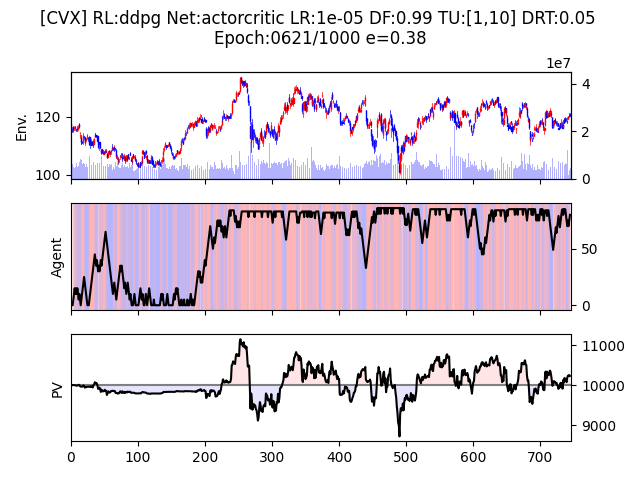 [CVX] RL:ddpg Net:actorcritic LR:1e-05 DF:0.99 TU:[1,10] DRT:0.05
Epoch:0621/1000 e=0.38
1e7
Env.
120
100
4
2
0
Agent
50
0
PV
11000
10000
9000
0 100 200 300 400 500 600 700